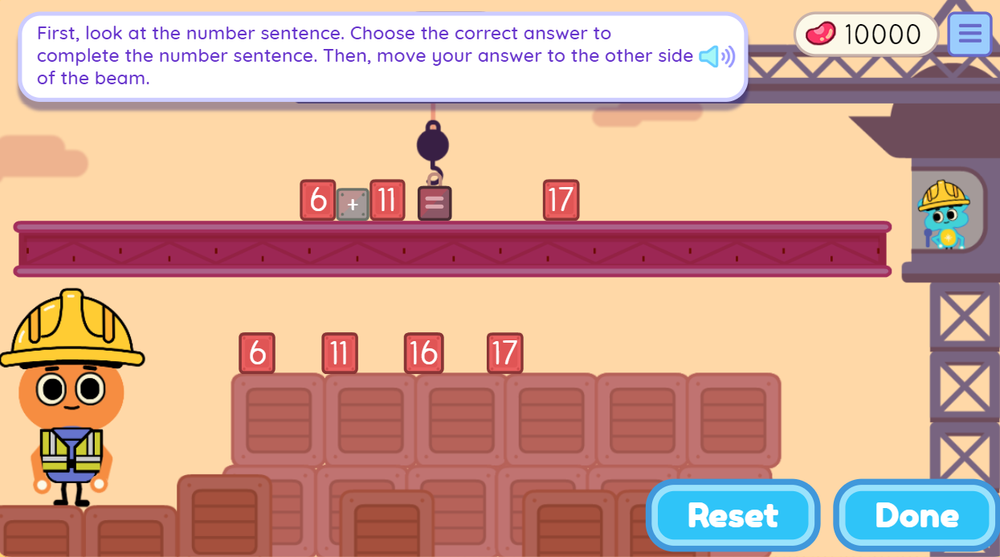 First, look at the number sentence. Choose the correct answer to
complete the number sentence. Then, move your answer to the other side
of the beam.
10000
6 + 11 = 17
6 11 16 17
Reset Done